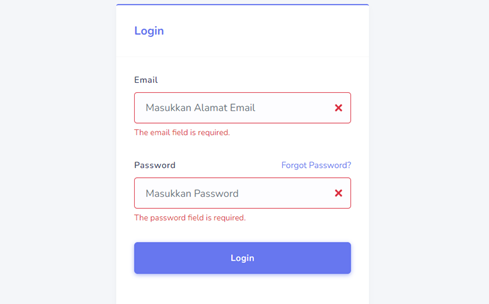 Login
Email
Masukkan Alamat Email
The email field is required.
Password Forgot Password?
Masukkan Password
The password field is required.
Login